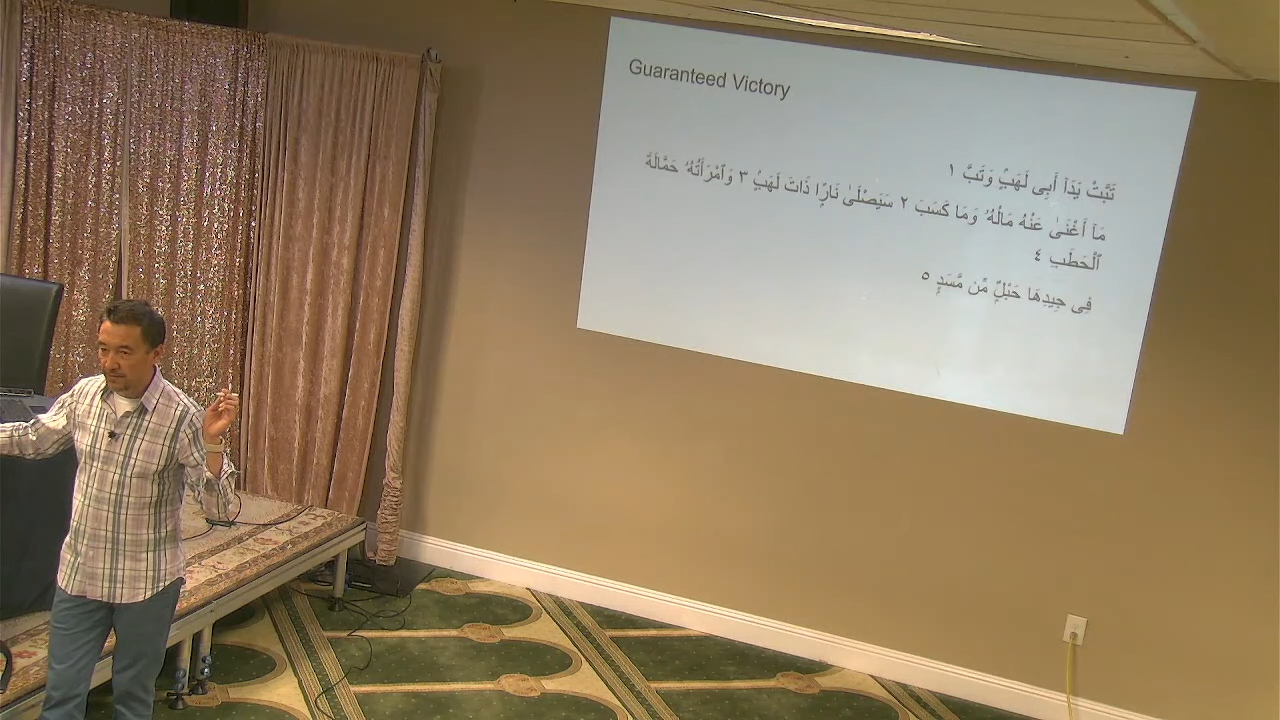 Guaranteed Victory
تَبَّتْ يَدَآ أَبِى لَهَبٍ وَتَبَّ ١
مَآ أَغْنَىٰ عَنْهُ مَالُهُۥ وَمَا كَسَبَ ٢ سَيَصْلَىٰ نَارًا ذَاتَ لَهَبٍ ٣ وَٱمْرَأَتُهُۥ حَمَّالَةَ
ٱلْحَطَبِ ٤
فِى جِيدِهَا حَبْلٌ مِّن مَّسَدٍ ٥